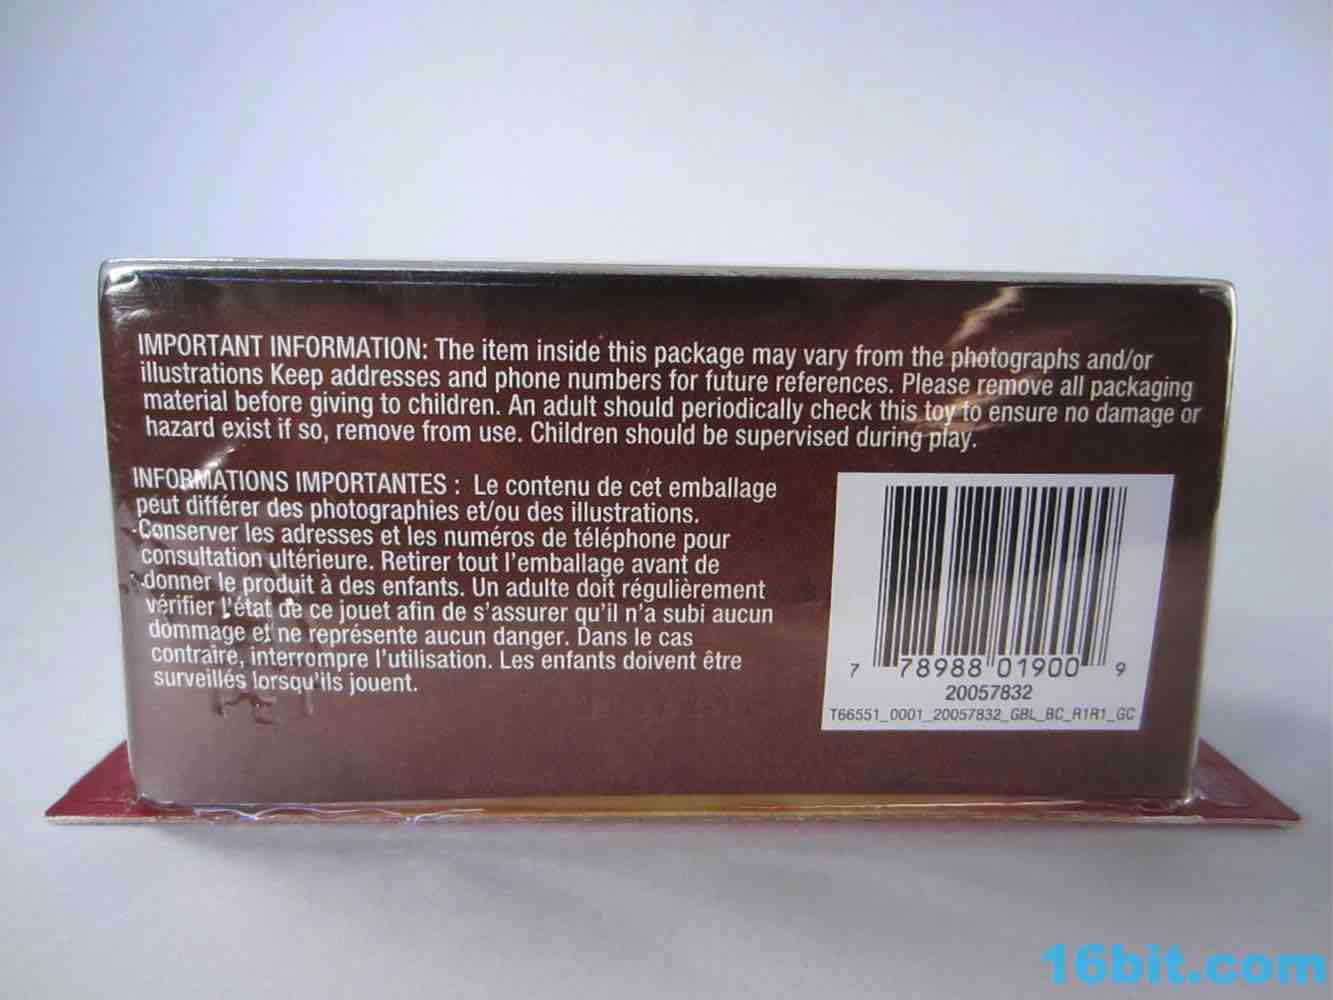 IMPORTANT INFORMATION: The item inside this package may vary from the photographs and/or
illustrations Keep addresses and phone numbers for future references. Please remove all packaging
material before giving to children. An adult should periodically check this toy to ensure no damage or
hazard exist if so, remove from use. Children should be supervised during play.
INFORMATIONS IMPORTANTES : Le contenu de cet emballage
peut différer des photographies et/ou des illustrations.
Conserver les adresses et les numéros de téléphone pour
consultation ultérieure. Retirer tout l'emballage avant de
donner le produit à des enfants. Un adulte doit régulièrement
vérifier l'état de ce jouet afin de s'assurer qu'il n'a subi aucun
dommage et ne représente aucun danger. Dans le cas
contraire, interrompre l'utilisation. Les enfants doivent être
surveillés lorsqu'ils jouent.
PET
7 78988 01900 9
20057832
T66551_0001_20057832_GBL_BC_R1R1_GC
16bit.com